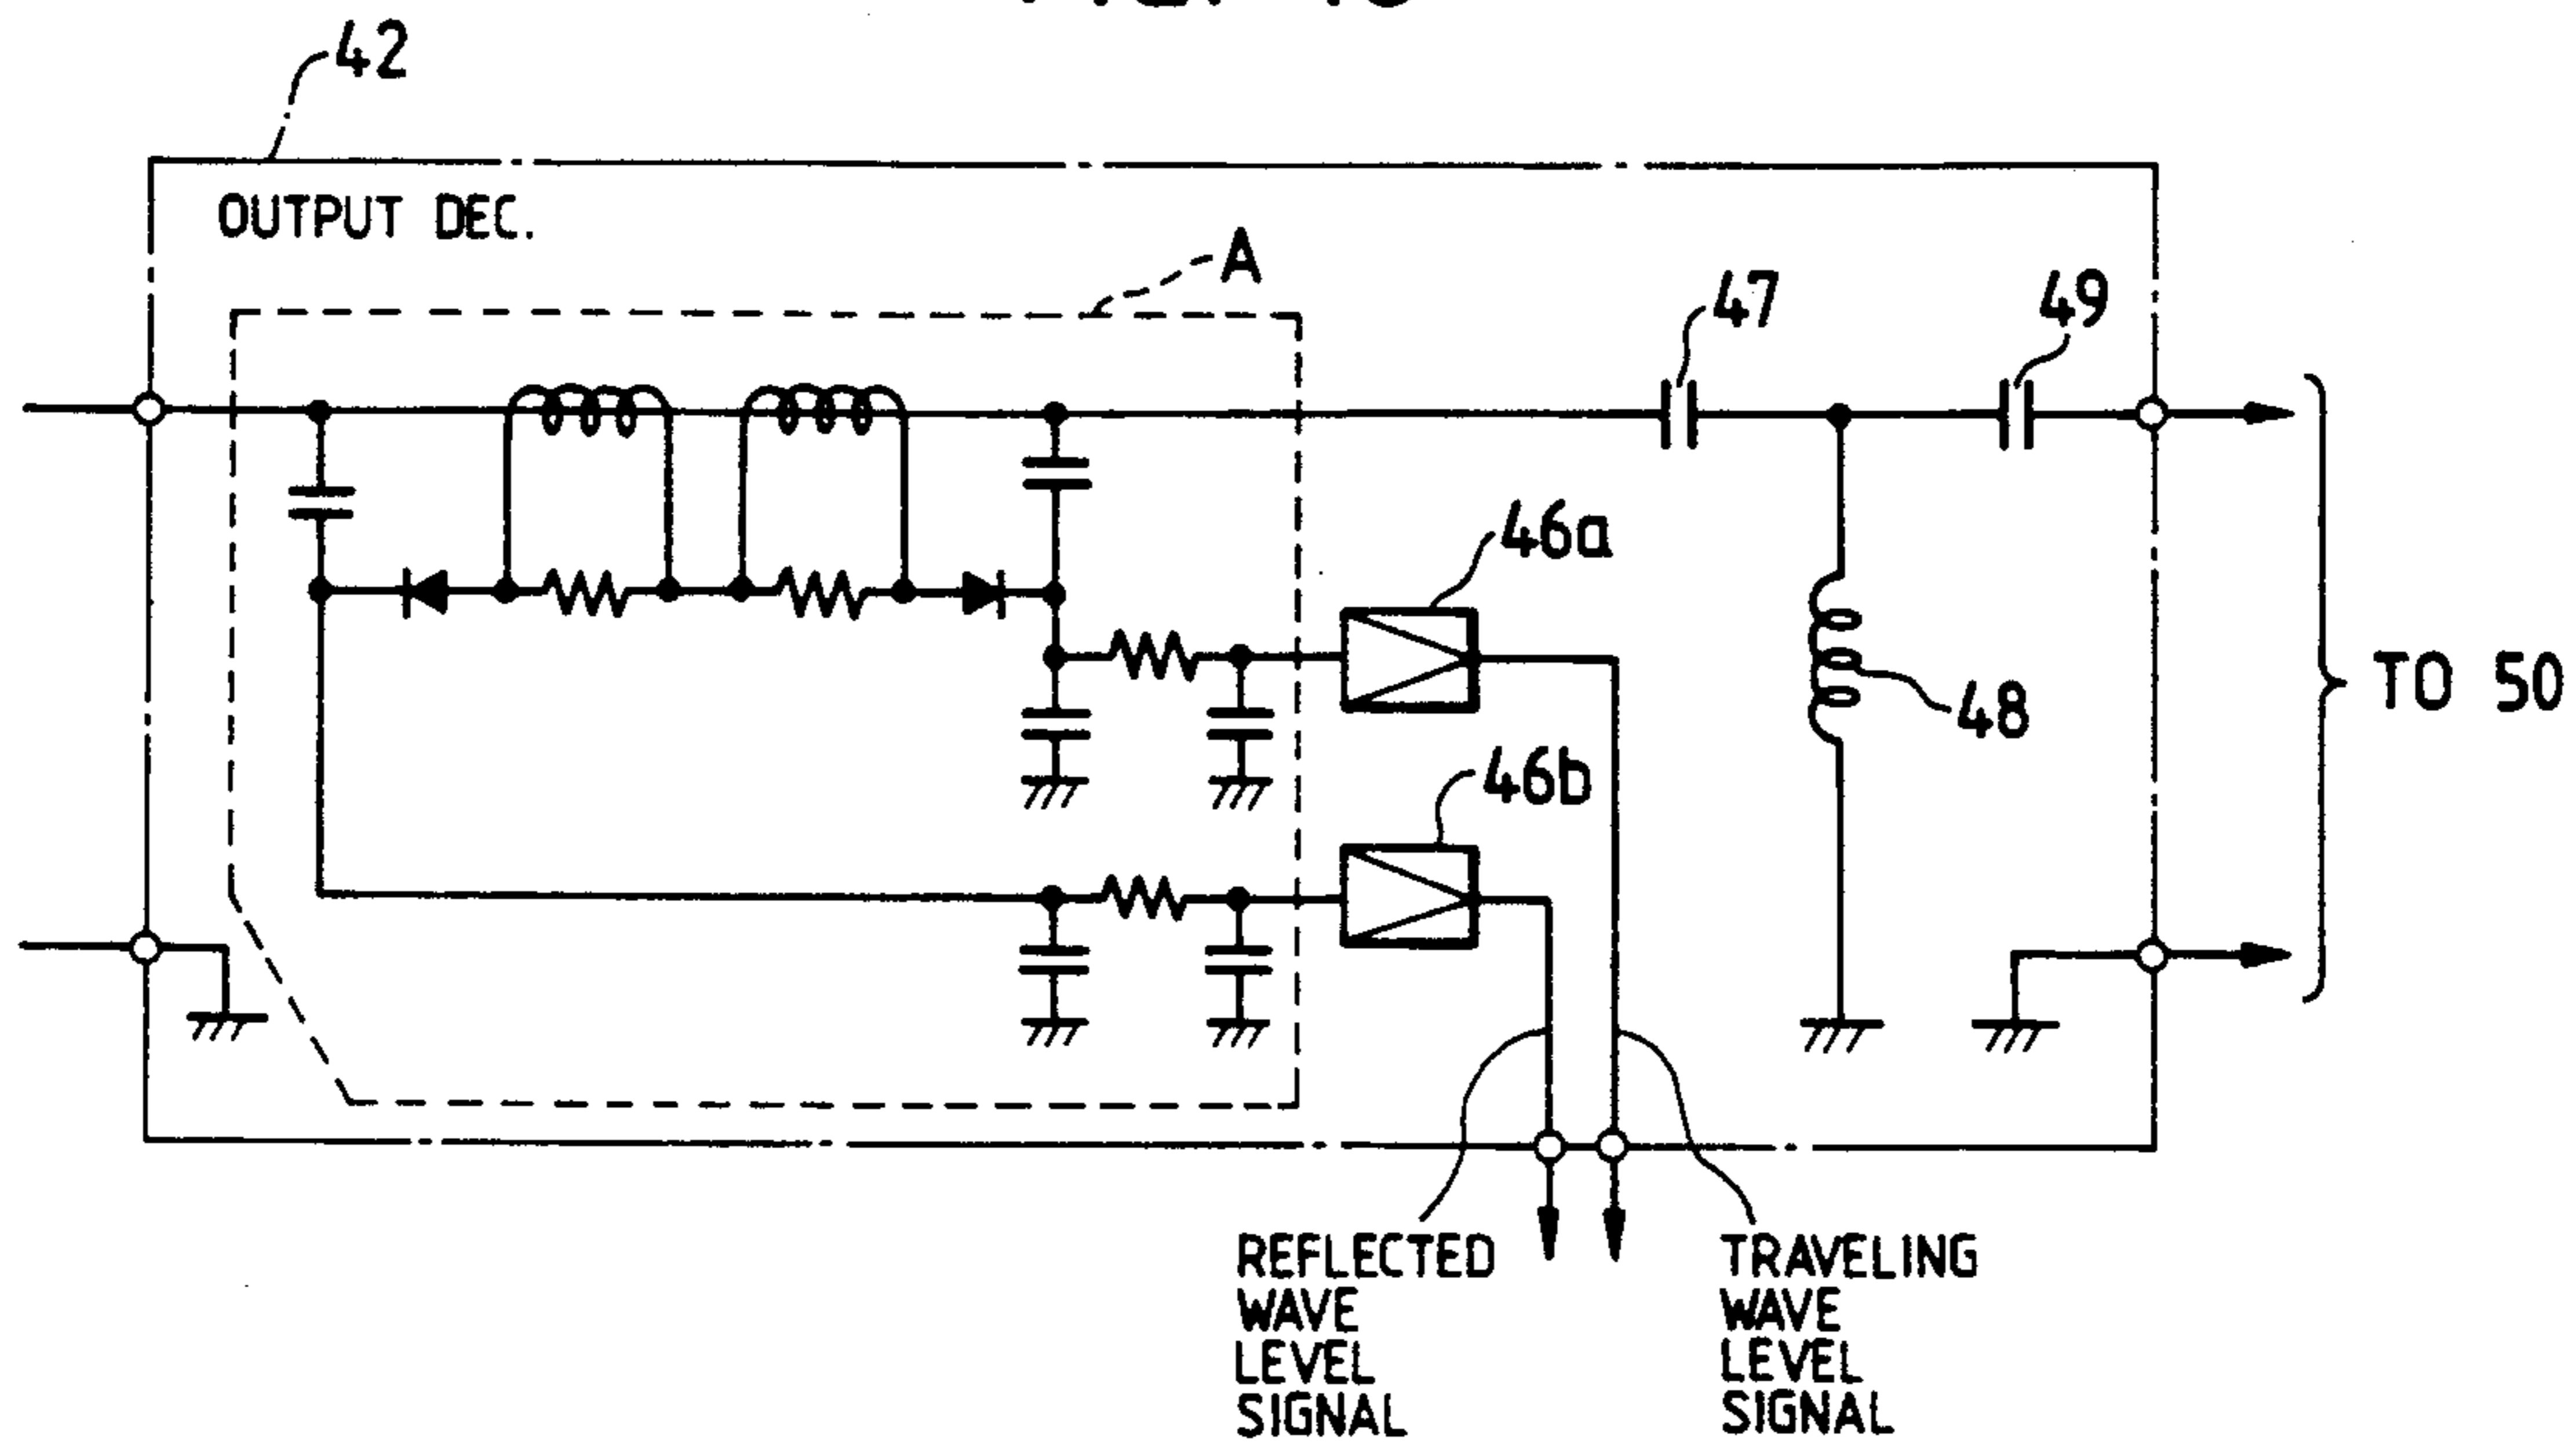 42
OUTPUT DEC.
A
47
49
46a
46b
48
TO 50
REFLECTED
WAVE
LEVEL
SIGNAL
TRAVELING
WAVE
LEVEL
SIGNAL